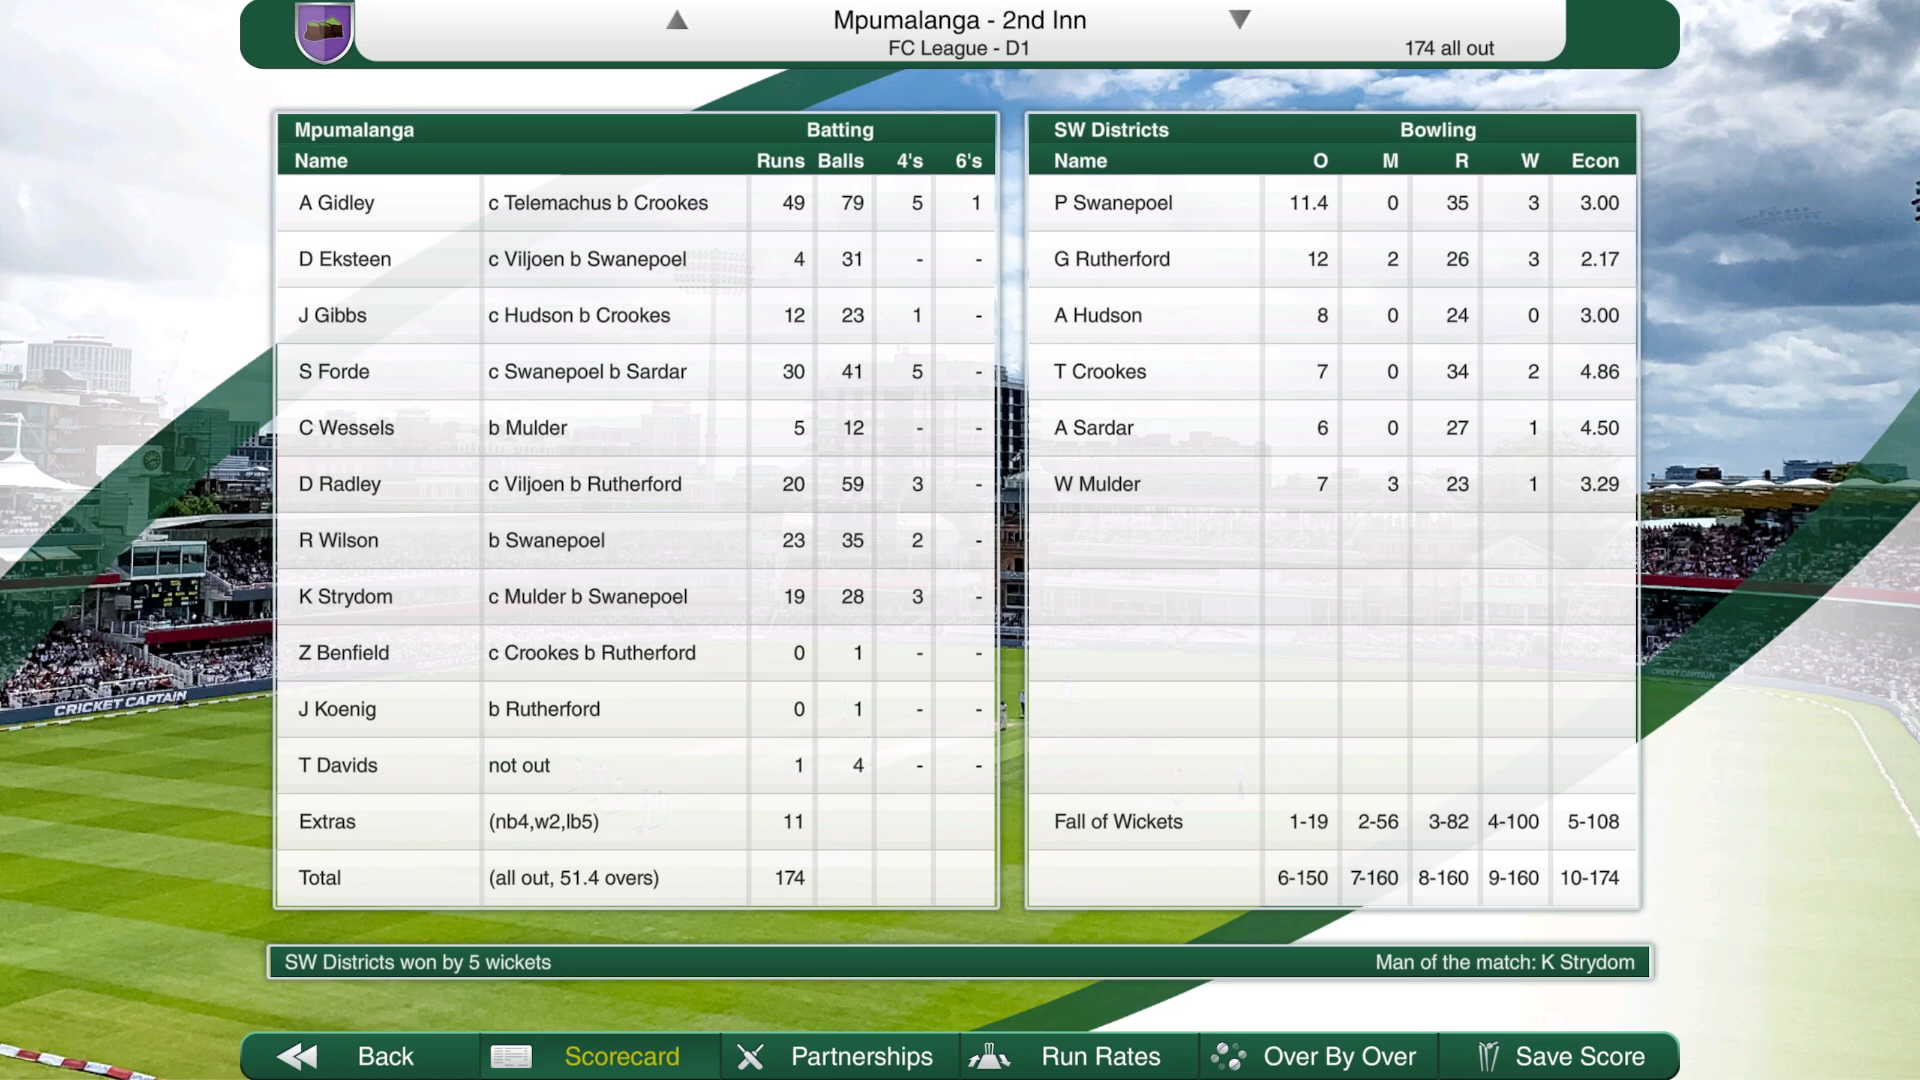 Mpumalanga - 2nd Inn
FC League - D1
174 all out
Mpumalanga Batting
Name Runs Balls 4's 6's
A Gidley c Telemachus b Crookes 49 79 5 1
D Eksteen c Viljoen b Swanepoel 4 31 - -
J Gibbs c Hudson b Crookes 12 23 1 -
S Forde c Swanepoel b Sardar 30 41 5 -
C Wessels b Mulder 5 12 - -
D Radley c Viljoen b Rutherford 20 59 3 -
R Wilson b Swanepoel 23 35 2 -
K Strydom c Mulder b Swanepoel 19 28 3 -
Z Benfield c Crookes b Rutherford 0 1 - -
J Koenig b Rutherford 0 1 - -
T Davids not out 1 4 - -
Extras (nb4,w2,lb5) 11
Total (all out, 51.4 overs) 174
SW Districts Bowling
Name O M R W Econ
P Swanepoel 11.4 0 35 3 3.00
G Rutherford 12 2 26 3 2.17
A Hudson 8 0 24 0 3.00
T Crookes 7 0 34 2 4.86
A Sardar 6 0 27 1 4.50
W Mulder 7 3 23 1 3.29
Fall of Wickets 1-19 2-56 3-82 4-100 5-108
6-150 7-160 8-160 9-160 10-174
CRICKET CAPTAIN
SW Districts won by 5 wickets
Man of the match: K Strydom
Back Scorecard Partnerships Run Rates Over By Over Save Score